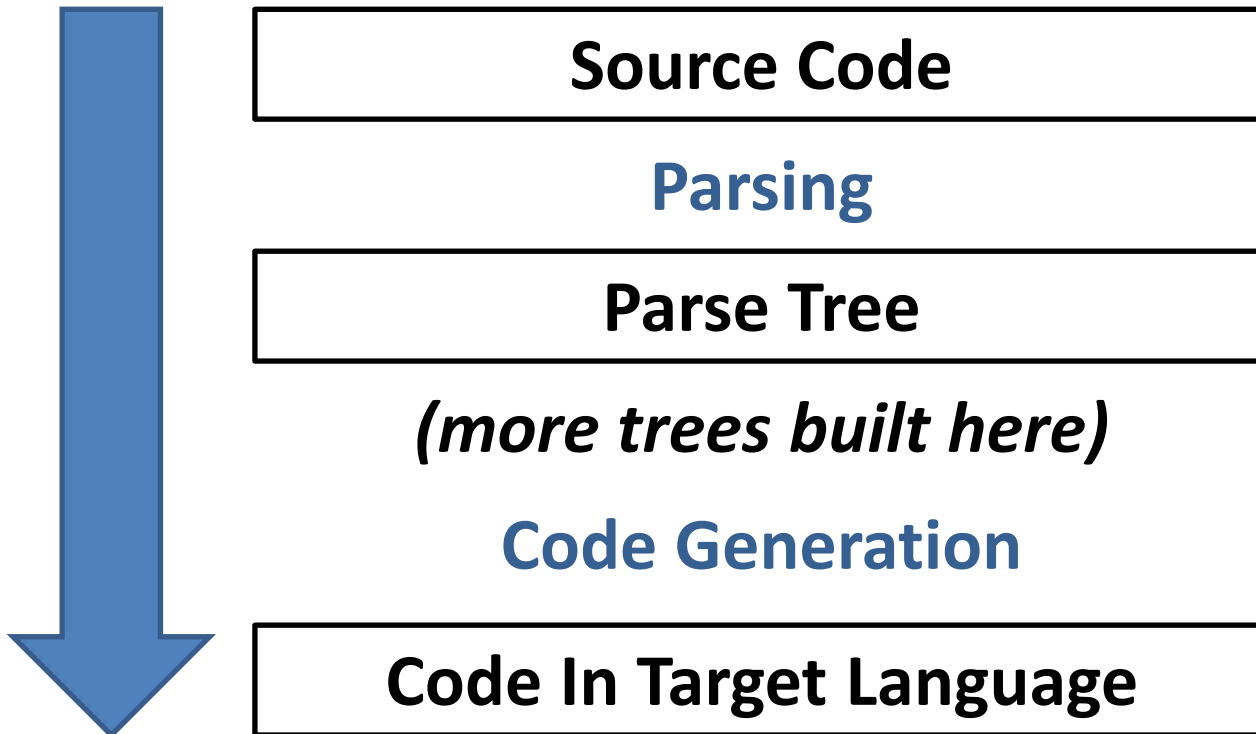 Source Code
Parsing
Parse Tree
(more trees built here)
Code Generation
Code In Target Language